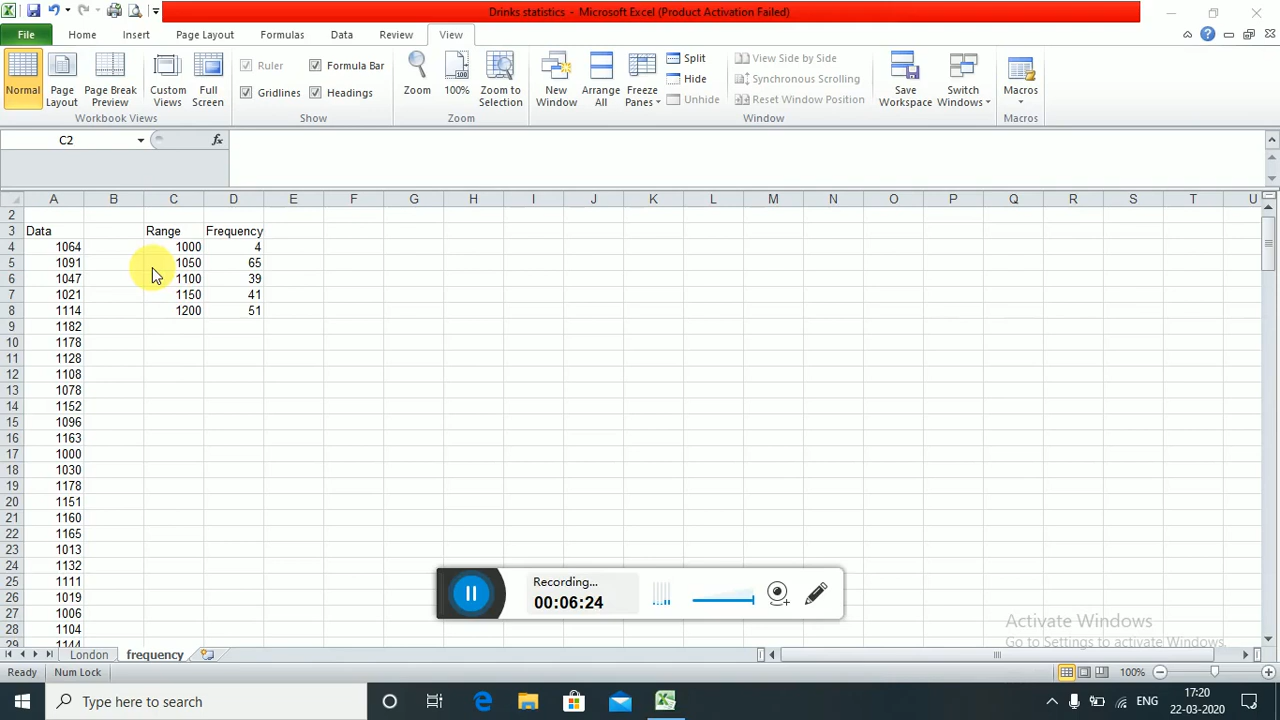 Drinks statistics - Microsoft Excel (Product Activation Failed)
File Home Insert Page Layout Formulas Data Review View
Normal
Page Layout
Page Break Preview
Custom Views
Full Screen
Ruler
Formula Bar
Gridlines
Headings
Zoom
100%
Zoom to Selection
New Window
Arrange All
Freeze Panes
Split
Hide
Unhide
View Side by Side
Synchronous Scrolling
Reset Window Position
Save Workspace
Switch Windows
Macros
Workbook Views Show Zoom Window Macros
C2 fx
A B C D E F G H I J K L M N O P Q R S T U
2
3 Data Range Frequency
4 1064 1000 4
5 1091 1050 65
6 1047 1100 39
7 1021 1150 41
8 1114 1200 51
9 1182
10 1178
11 1128
12 1108
13 1078
14 1152
15 1096
16 1163
17 1000
18 1030
19 1178
20 1151
21 1160
22 1165
23 1013
24 1132
25 1111
26 1019
27 1006
28 1104
29 1144
Recording...
00:06:24
Activate Windows
Go to Settings to activate Windows.
London frequency
Ready Num Lock 100%
Type here to search
ENG
17:20
22-03-2020